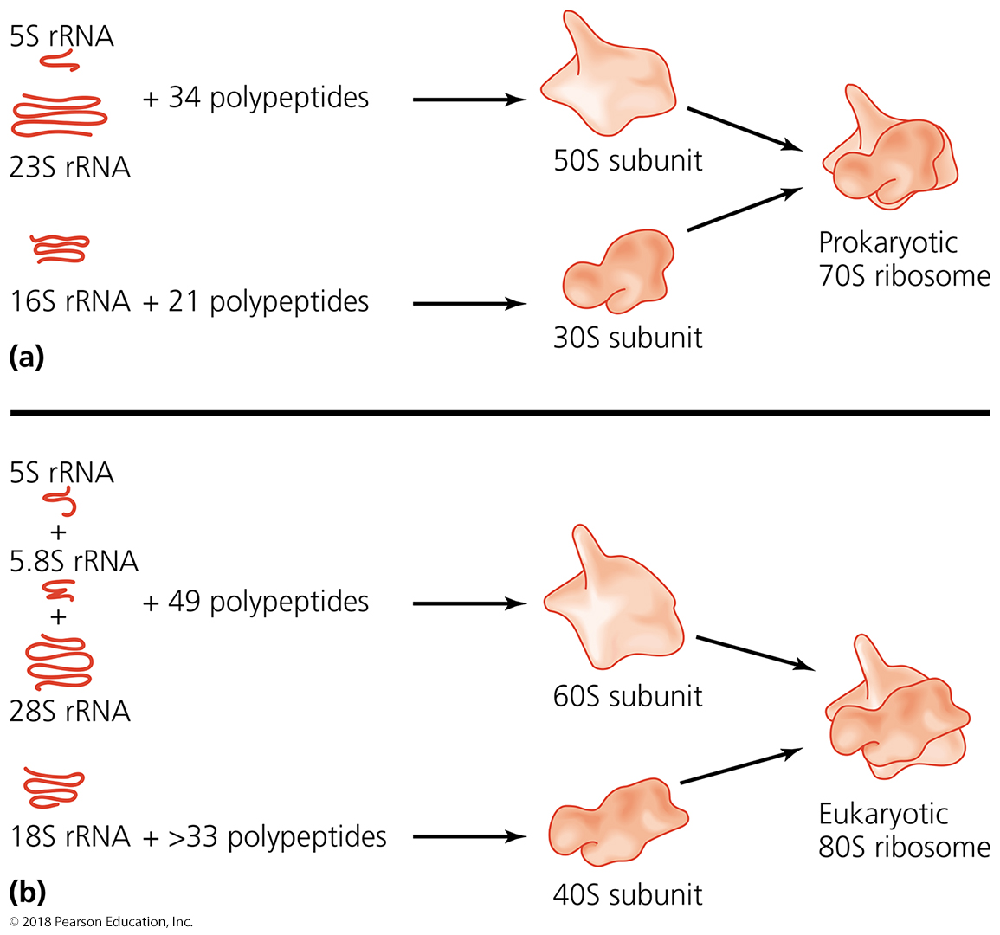 5S rRNA
+ 34 polypeptides
23S rRNA
50S subunit
16S rRNA + 21 polypeptides
30S subunit
Prokaryotic
70S ribosome
(a)
5S rRNA
+
5.8S rRNA
+ 49 polypeptides
+
28S rRNA
60S subunit
18S rRNA + >33 polypeptides
40S subunit
Eukaryotic
80S ribosome
(b)
© 2018 Pearson Education, Inc.